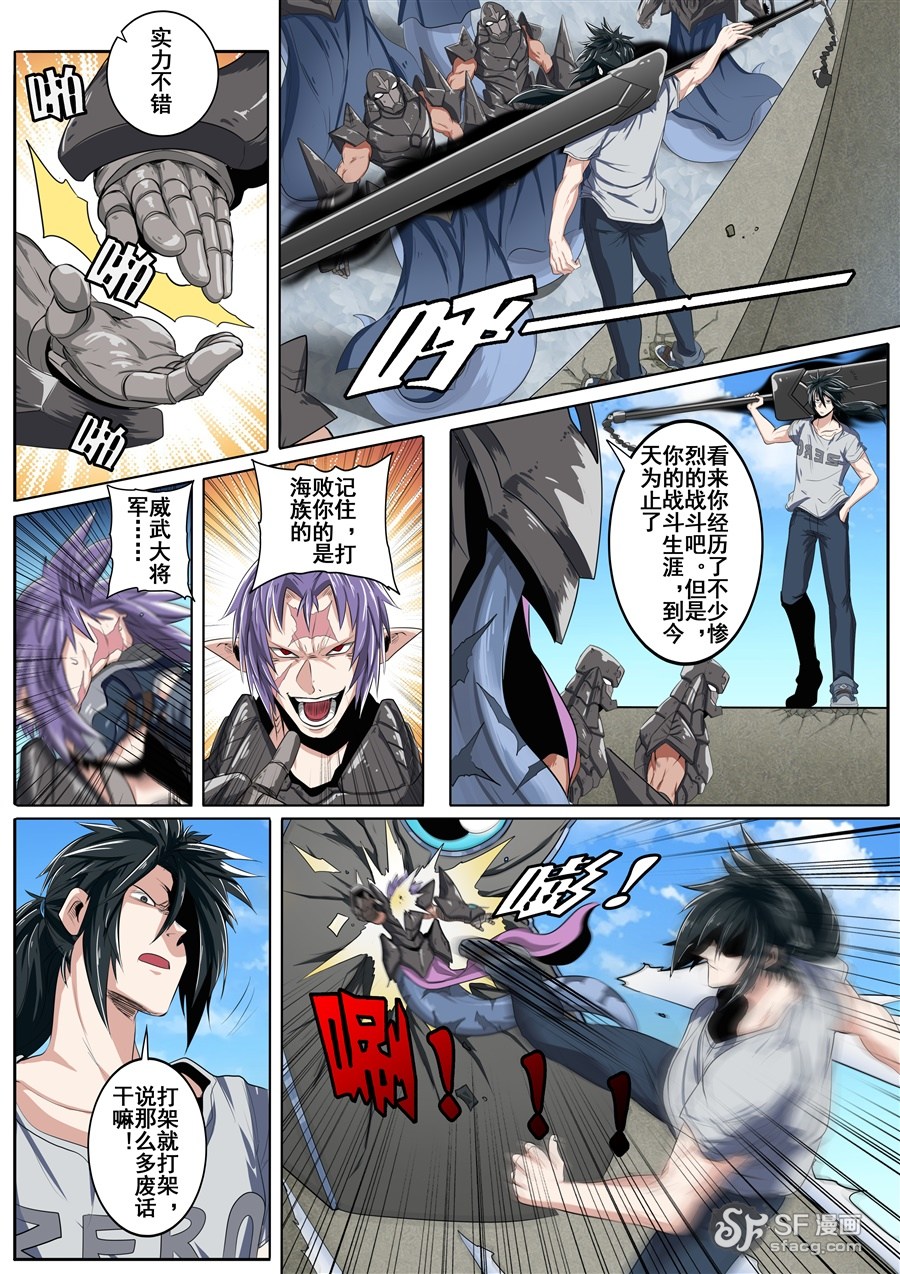 实力不错
啪
啪
啪
呼
看来你经历了不少惨
烈的战斗吧。但是，
你的战斗生涯，到今
天为止了
记住，打
败你的是
海族的
威武大将
军……
打架就打架，
说那么多废话
干嘛！
嘭！
唰！！！
ZERO
SF漫画
sfacg.com